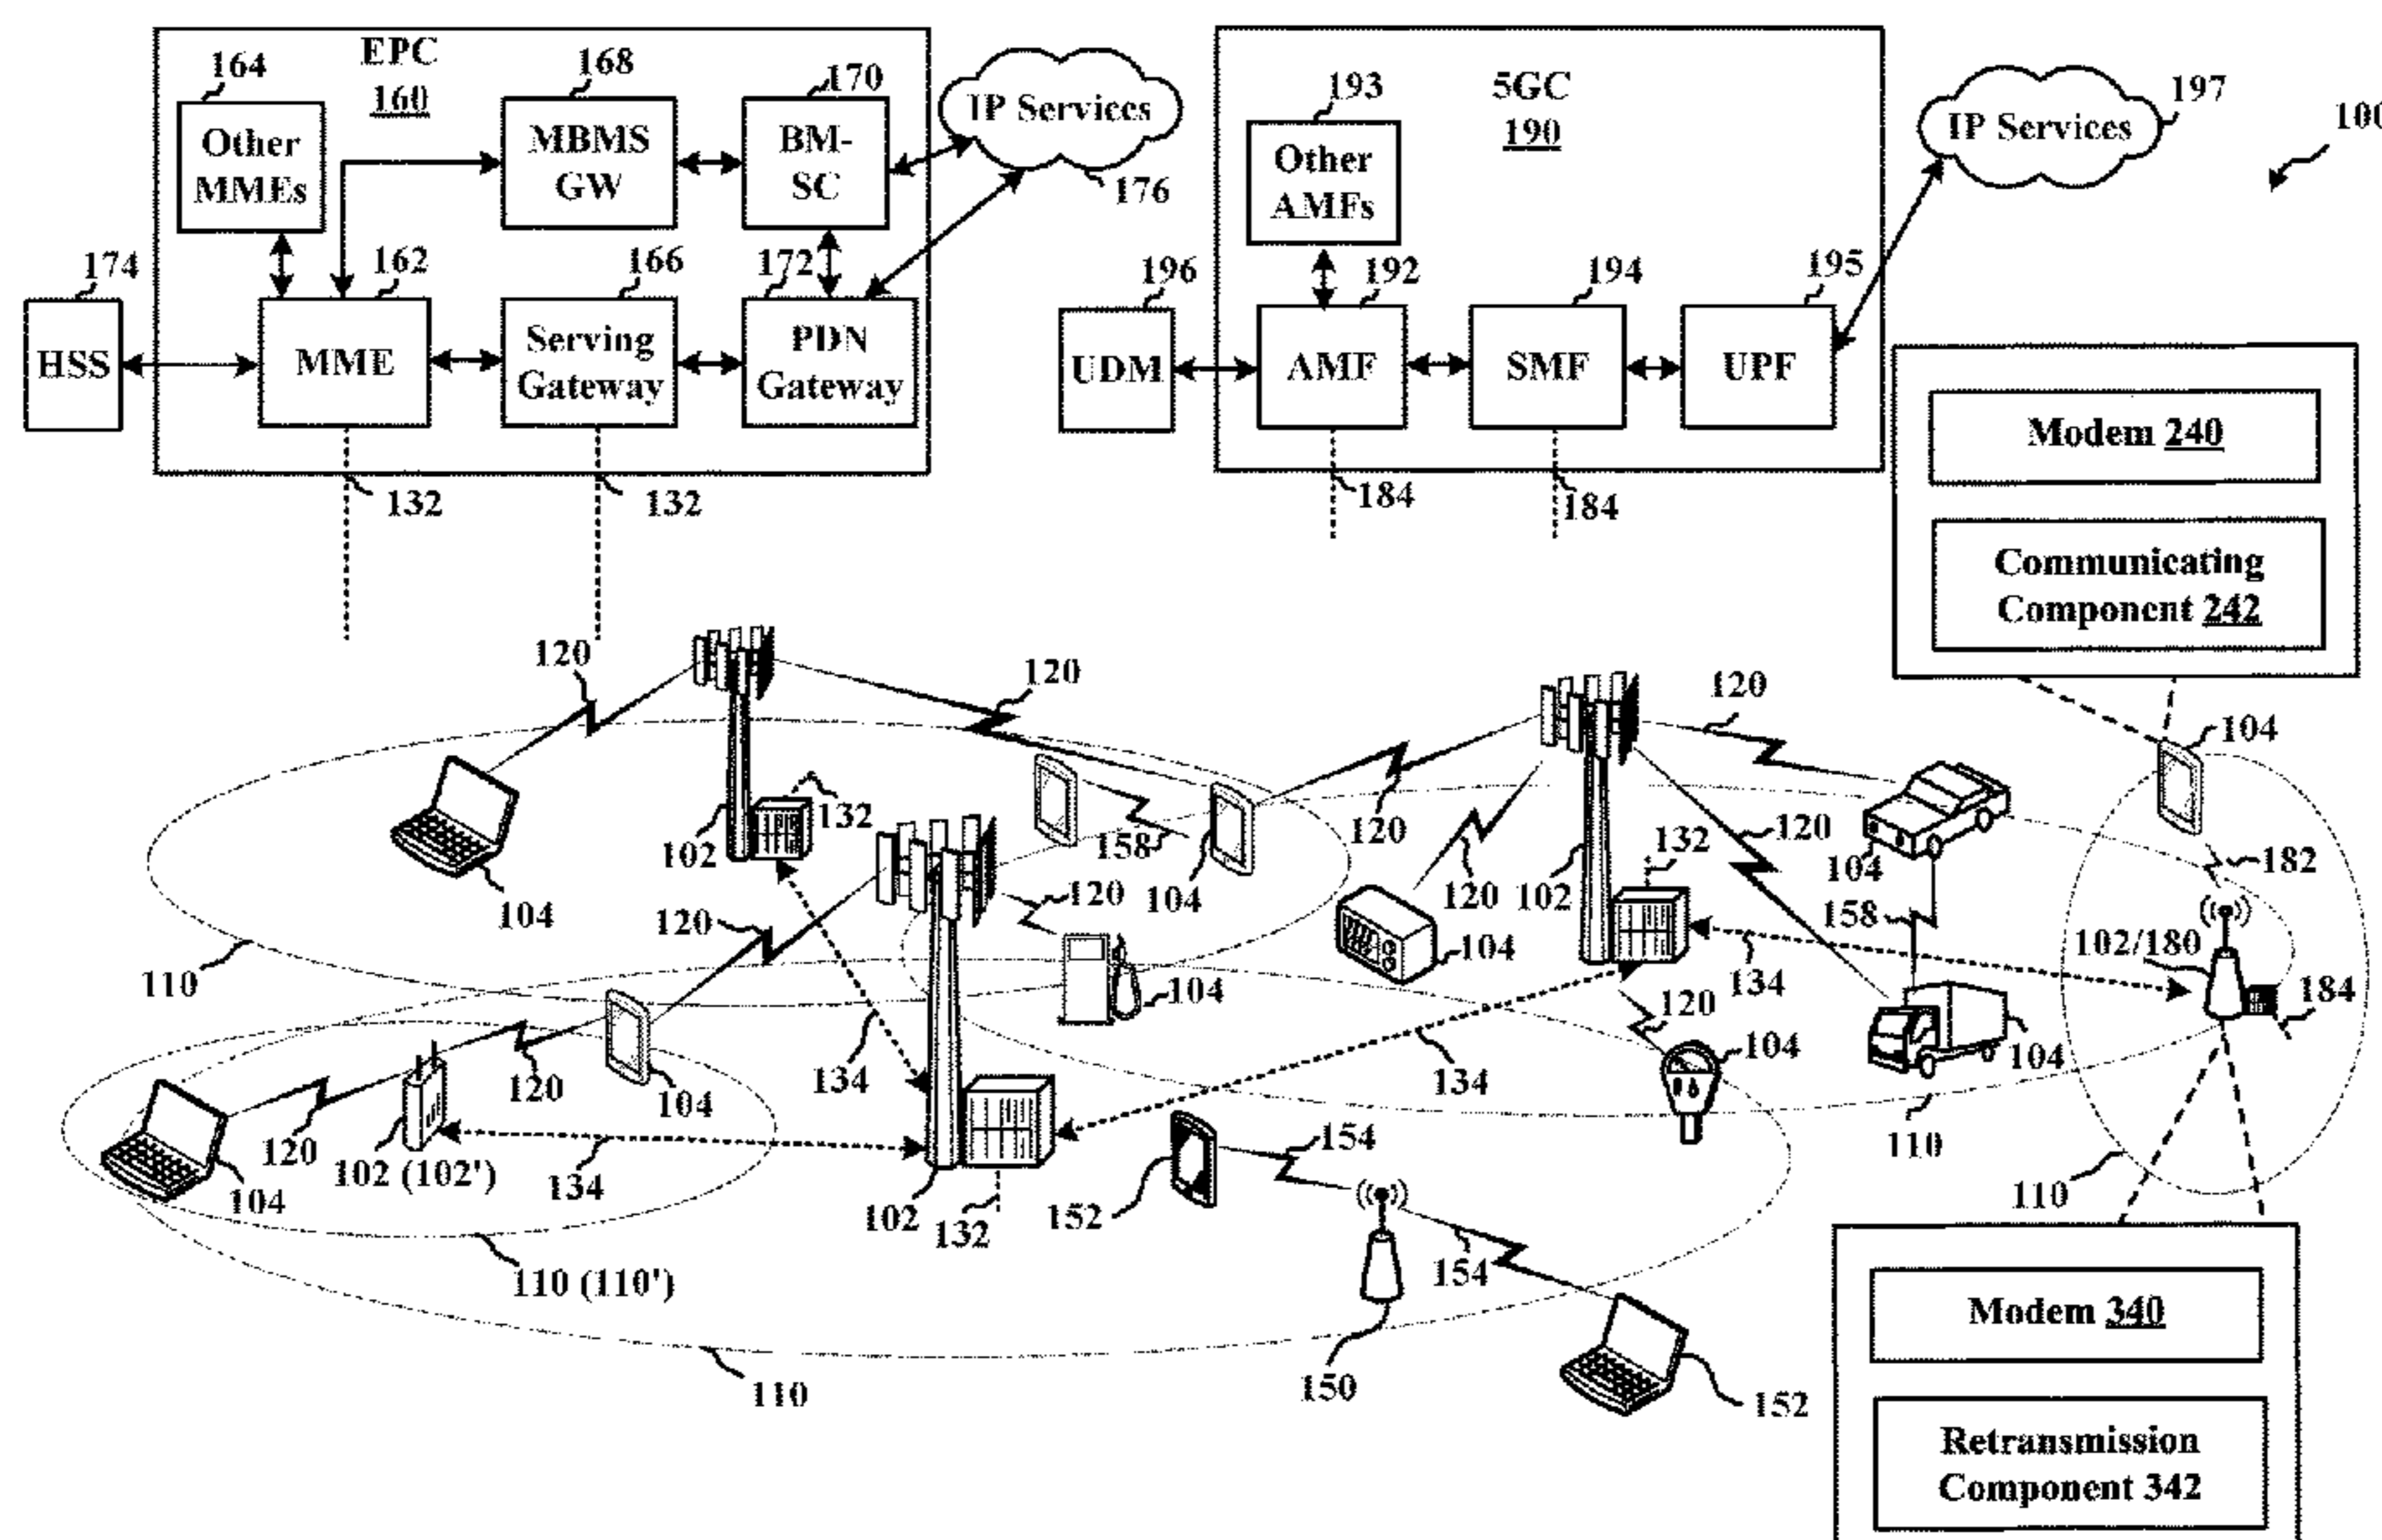 EPC
160
164
168
170
Other
MMEs
MBMS
GW
BM-
SC
IP Services
176
174
162
166
172
HSS
MME
Serving
Gateway
PDN
Gateway
132
132
5GC
190
193
Other
AMFs
IP Services
197
100
196
192
194
195
UDM
AMF
SMF
UPF
184
184
Modem 240
Communicating
Component 242
120
120
120
104
132
102
158
104
120
120
102
132
120
104
158
182
104
120
120
104
110
104
104
102/180
134
184
120
104
134
120
104
134
104
110
120
104
120
102 (102')
134
104
102
132
152
154
154
110
110 (110')
150
152
110
Modem 340
Retransmission
Component 342